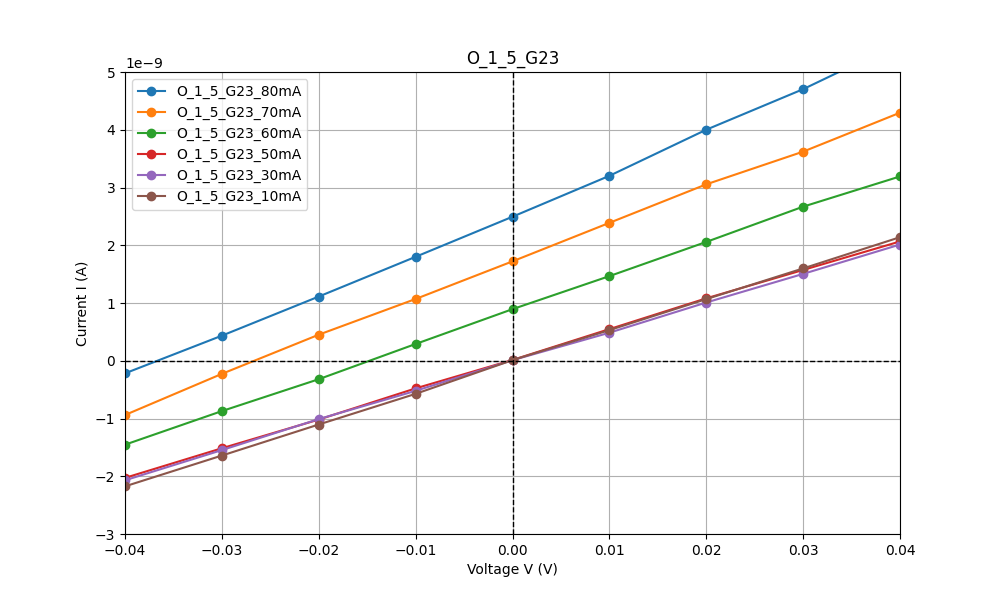 O_1_5_G23
1e−9
O_1_5_G23_80mA
O_1_5_G23_70mA
O_1_5_G23_60mA
O_1_5_G23_50mA
O_1_5_G23_30mA
O_1_5_G23_10mA
5
4
3
2
1
0
−1
−2
−3
Current I (A)
−0.04 −0.03 −0.02 −0.01 0.00 0.01 0.02 0.03 0.04
Voltage V (V)